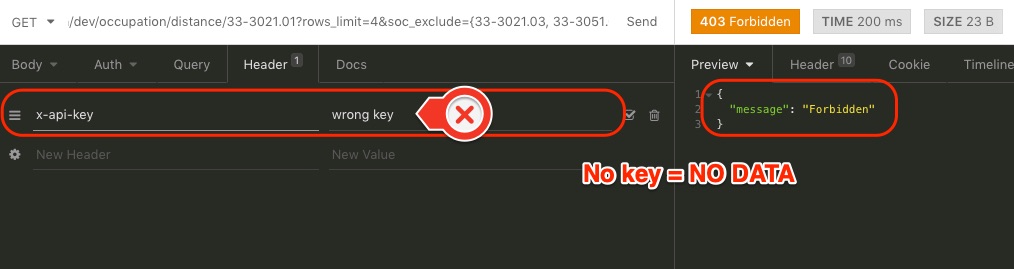 GET /dev/occupation/distance/33-3021.01?rows_limit=4&soc_exclude={33-3021.03, 33-3051. Send
403 Forbidden TIME 200 ms SIZE 23 B
Body Auth Query Header 1 Docs
Preview Header 10 Cookie Timeline
x-api-key wrong key
New Header New Value
1 {
2 "message": "Forbidden"
3 }
No key = NO DATA